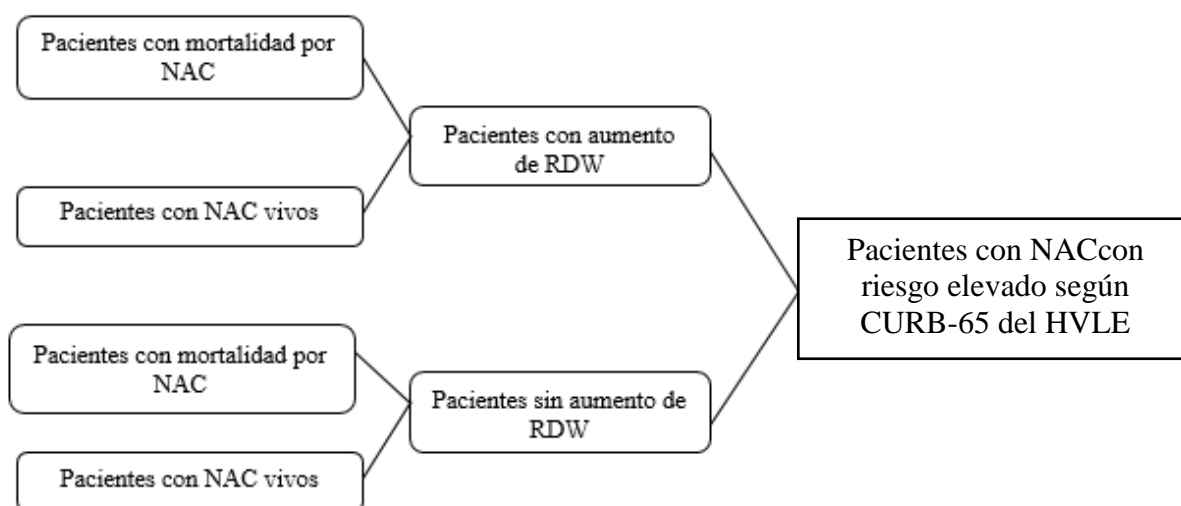 Pacientes con mortalidad por
NAC
Pacientes con NAC vivos
Pacientes con aumento
de RDW
Pacientes con mortalidad por
NAC
Pacientes con NAC vivos
Pacientes sin aumento de
RDW
Pacientes con NACcon
riesgo elevado según
CURB-65 del HVLE